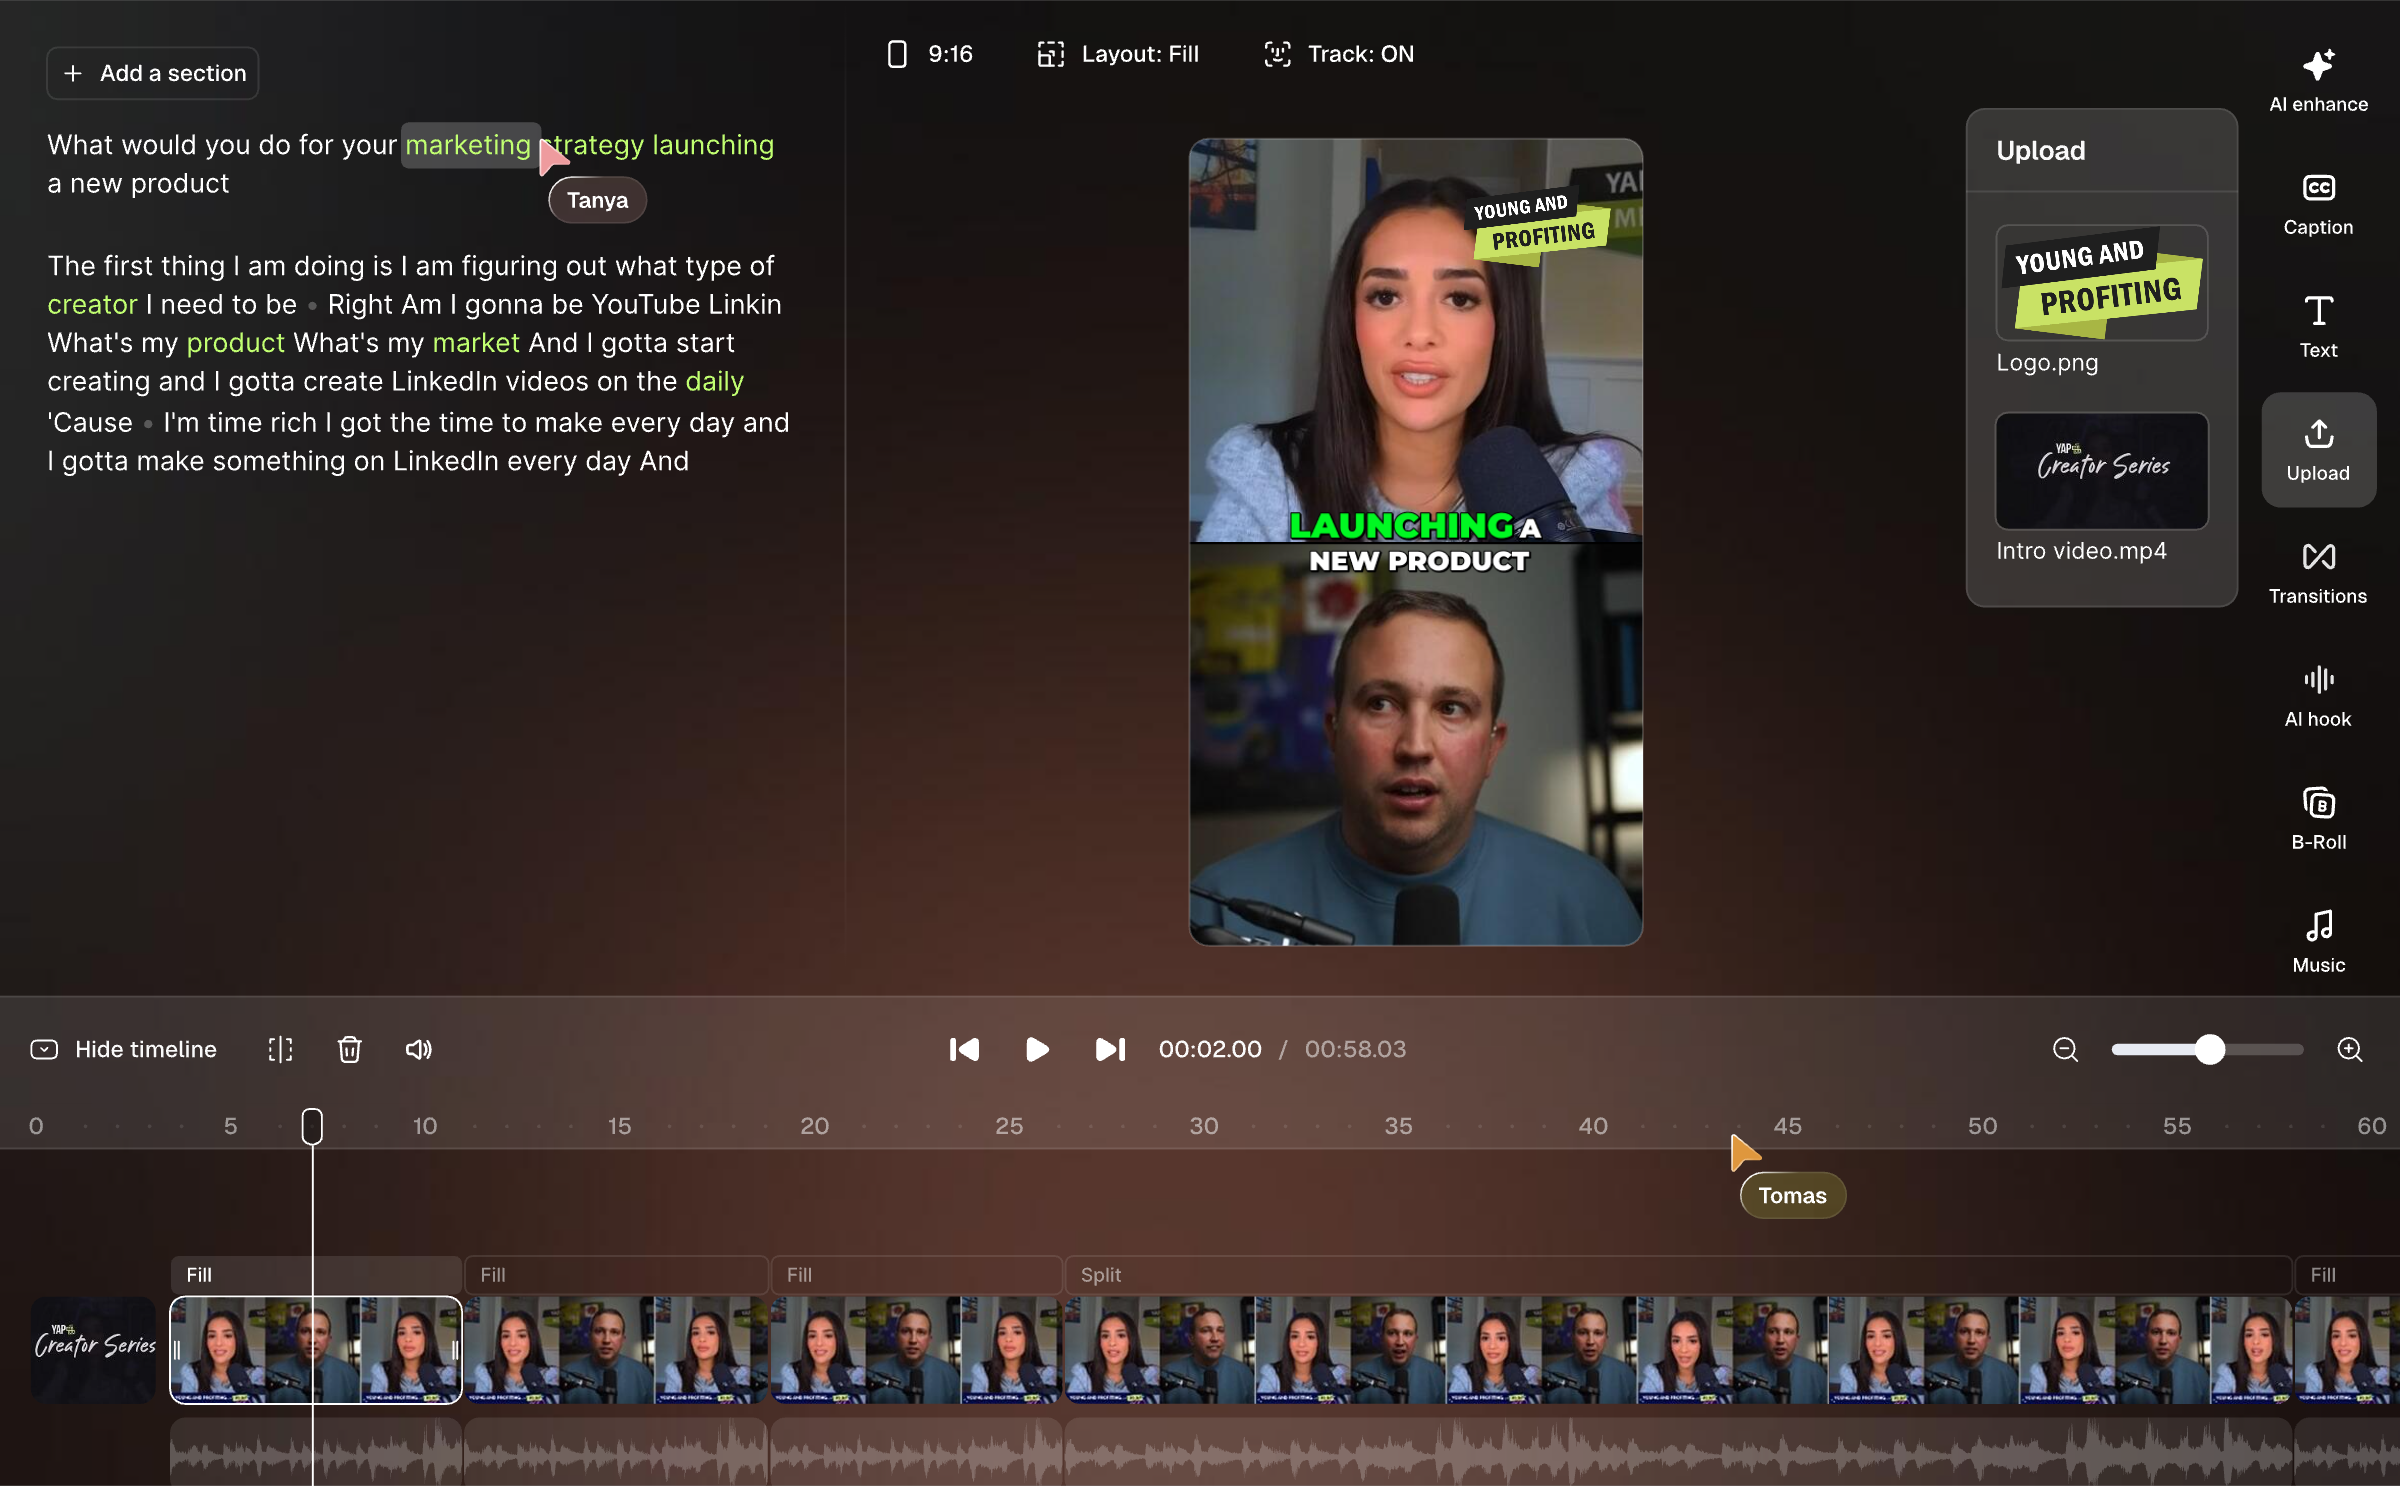 + Add a section
9:16
Layout: Fill
Track: ON
What would you do for your marketing strategy launching
a new product
Tanya
The first thing I am doing is I am figuring out what type of
creator I need to be • Right Am I gonna be YouTube Linkin
What's my product What's my market And I gotta start
creating and I gotta create LinkedIn videos on the daily
'Cause • I'm time rich I got the time to make every day and
I gotta make something on LinkedIn every day And
YOUNG AND
PROFITING
LAUNCHING A
NEW PRODUCT
Upload
YOUNG AND
PROFITING
Logo.png
YAP
Creator Series
Intro video.mp4
AI enhance
CC
Caption
Text
Upload
Transitions
AI hook
B
B-Roll
Music
Hide timeline
00:02.00 / 00:58.03
0 5 10 15 20 25 30 35 40 45 50 55 60
Tomas
Fill
Fill
Fill
Split
Fill
YAP
Creator Series